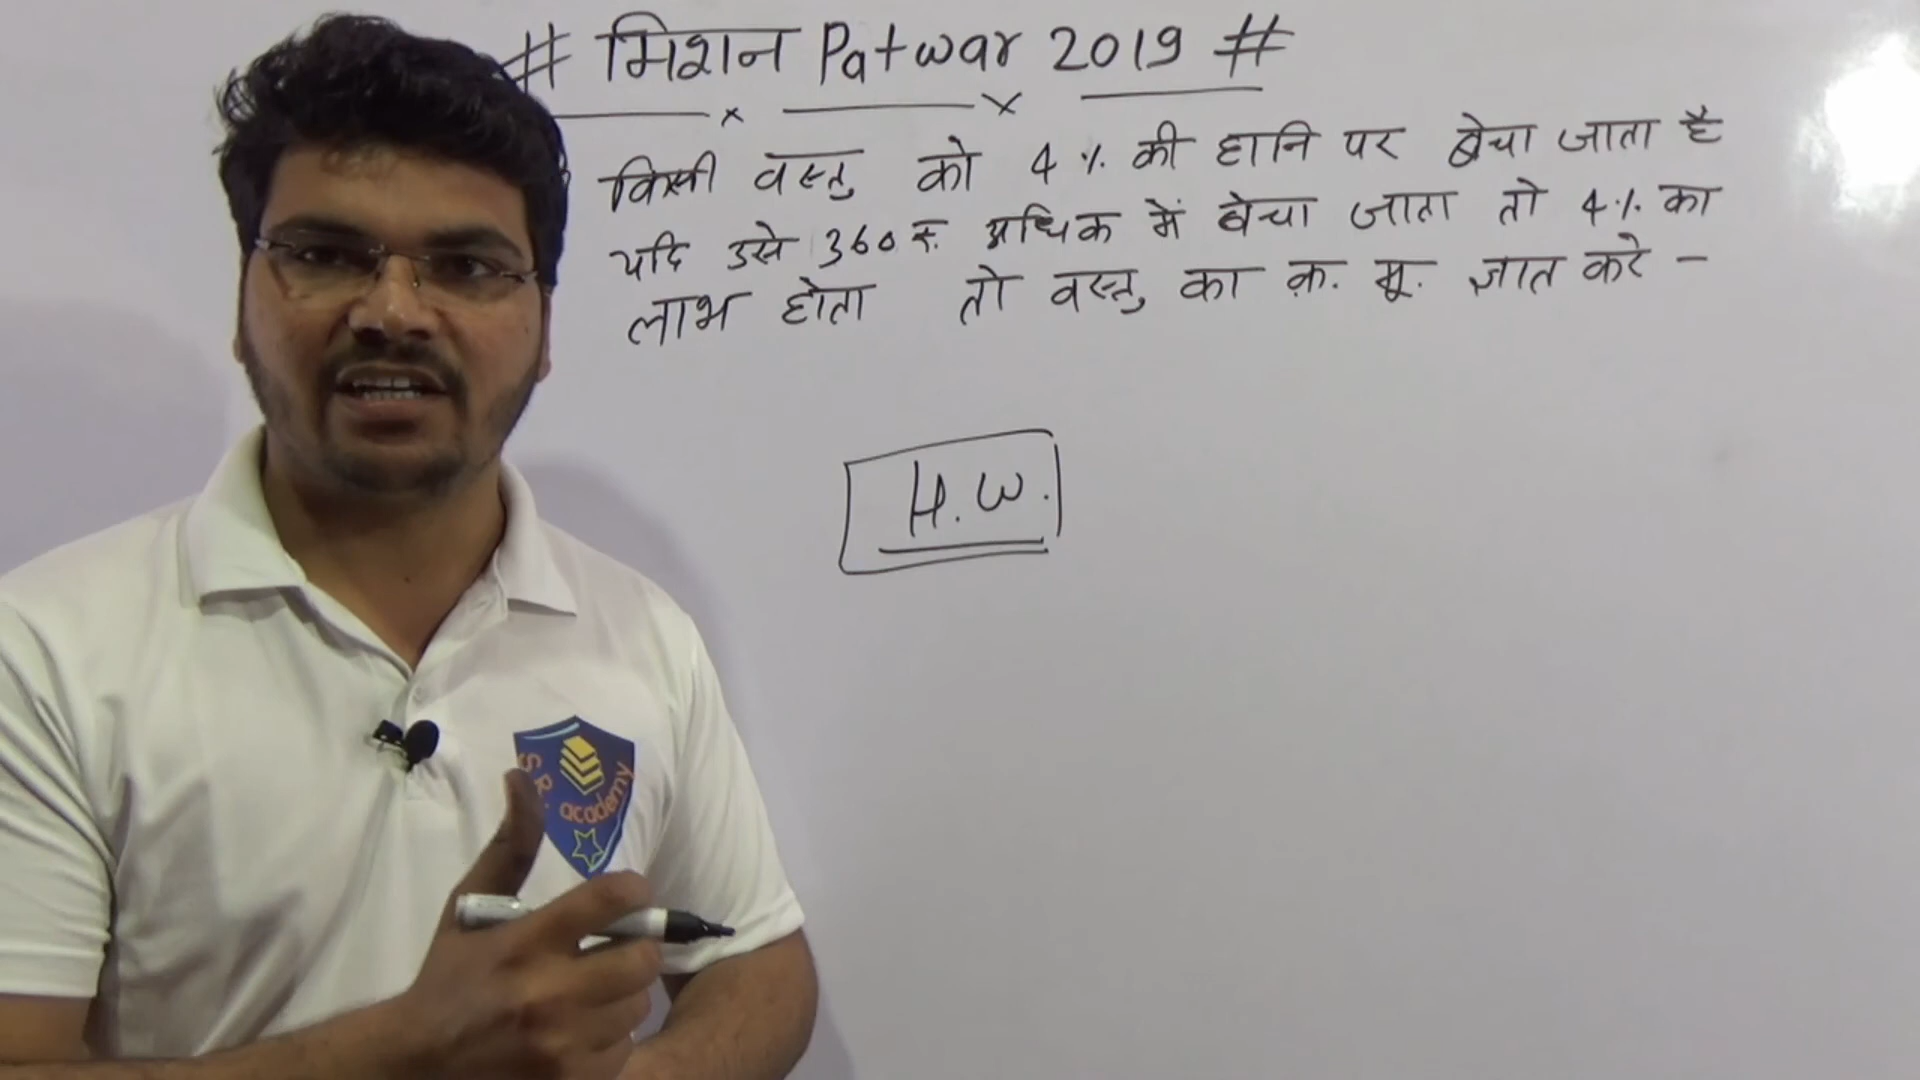 # मिशन Patwar 2019 #
किसी वस्तु को 4% की हानि पर बेचा जाता है
यदि उसे 360 रु. अधिक में बेचा जाता तो 4% का
लाभ होता तो वस्तु का क्र. मू. ज्ञात करे -
H.W.
S.R. academy